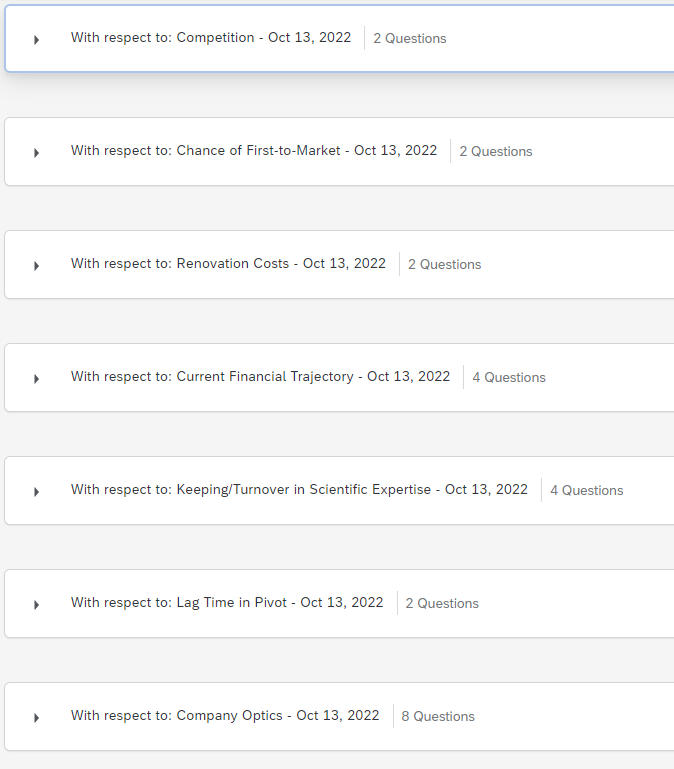 With respect to: Competition - Oct 13, 2022 2 Questions
With respect to: Chance of First-to-Market - Oct 13, 2022 2 Questions
With respect to: Renovation Costs - Oct 13, 2022 2 Questions
With respect to: Current Financial Trajectory - Oct 13, 2022 4 Questions
With respect to: Keeping/Turnover in Scientific Expertise - Oct 13, 2022 4 Questions
With respect to: Lag Time in Pivot - Oct 13, 2022 2 Questions
With respect to: Company Optics - Oct 13, 2022 8 Questions